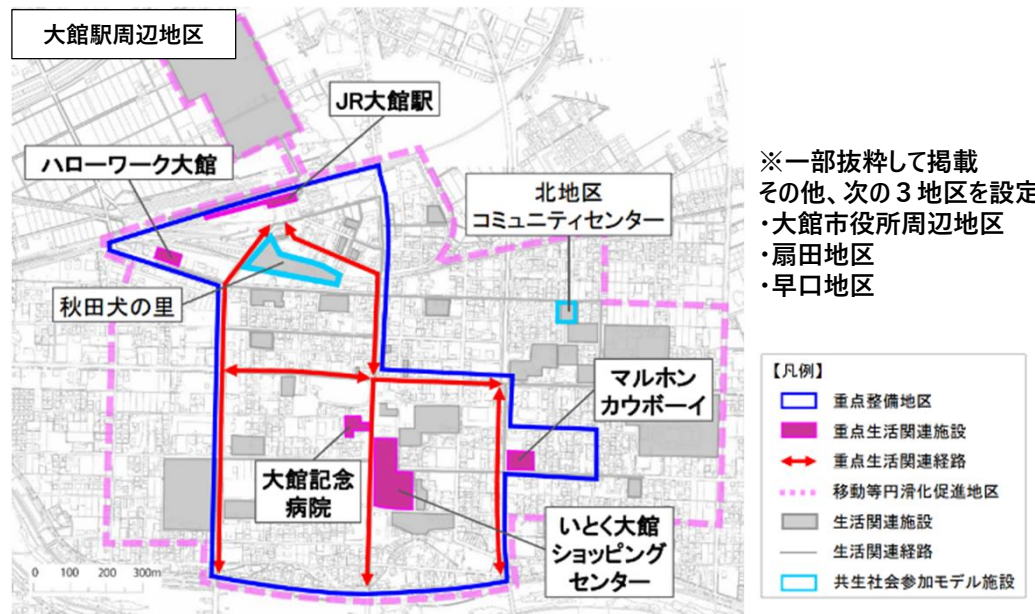 大館駅周辺地区
JR大館駅
ハローワーク大館
北地区
コミュニティセンター
秋田犬の里
マルホン
カウボーイ
大館記念
病院
いとく大館
ショッピング
センター
0 100 200 300m
※一部抜粋して掲載
その他、次の3地区を設定
・大館市役所周辺地区
・扇田地区
・早口地区
【凡例】
重点整備地区
重点生活関連施設
重点生活関連経路
移動等円滑化促進地区
生活関連施設
生活関連経路
共生社会参加モデル施設